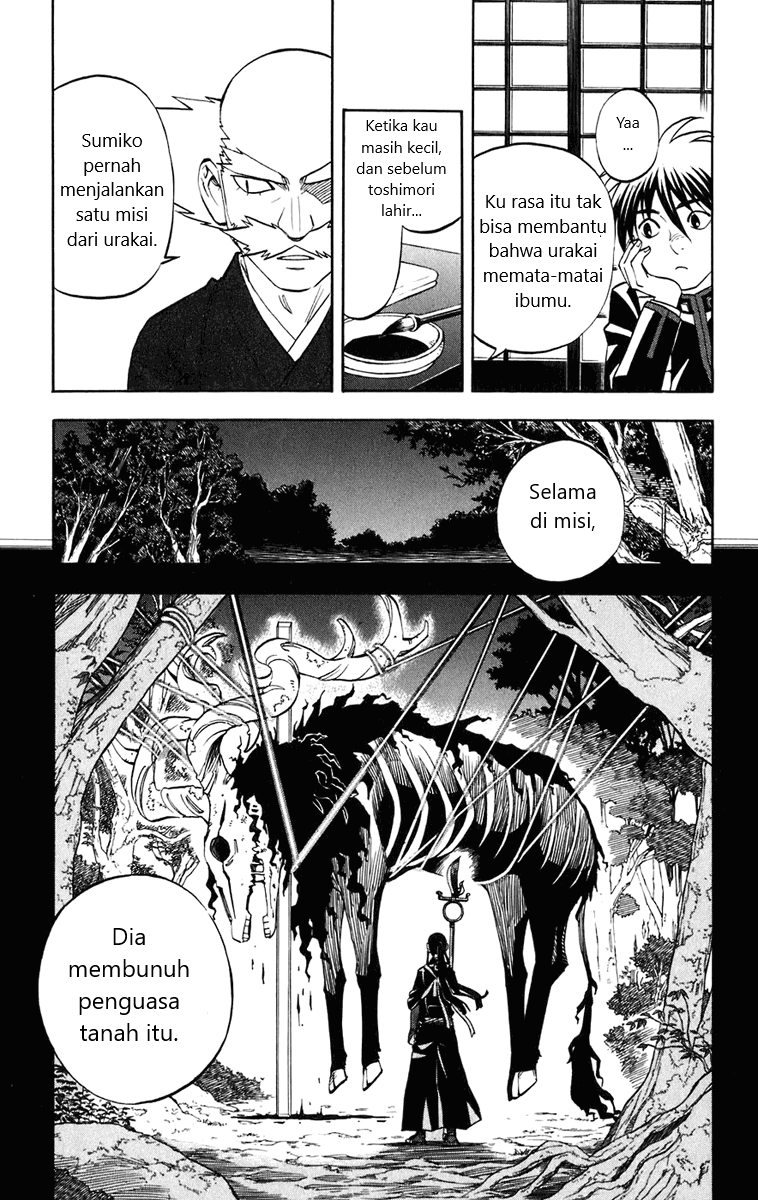 Yaa
...
Ku rasa itu tak
bisa membantu
bahwa urakai
memata-matai
ibumu.
Ketika kau
masih kecil,
dan sebelum
toshimori
lahir...
Sumiko
pernah
menjalankan
satu misi
dari urakai.
Selama
di misi,
Dia
membunuh
penguasa
tanah itu.